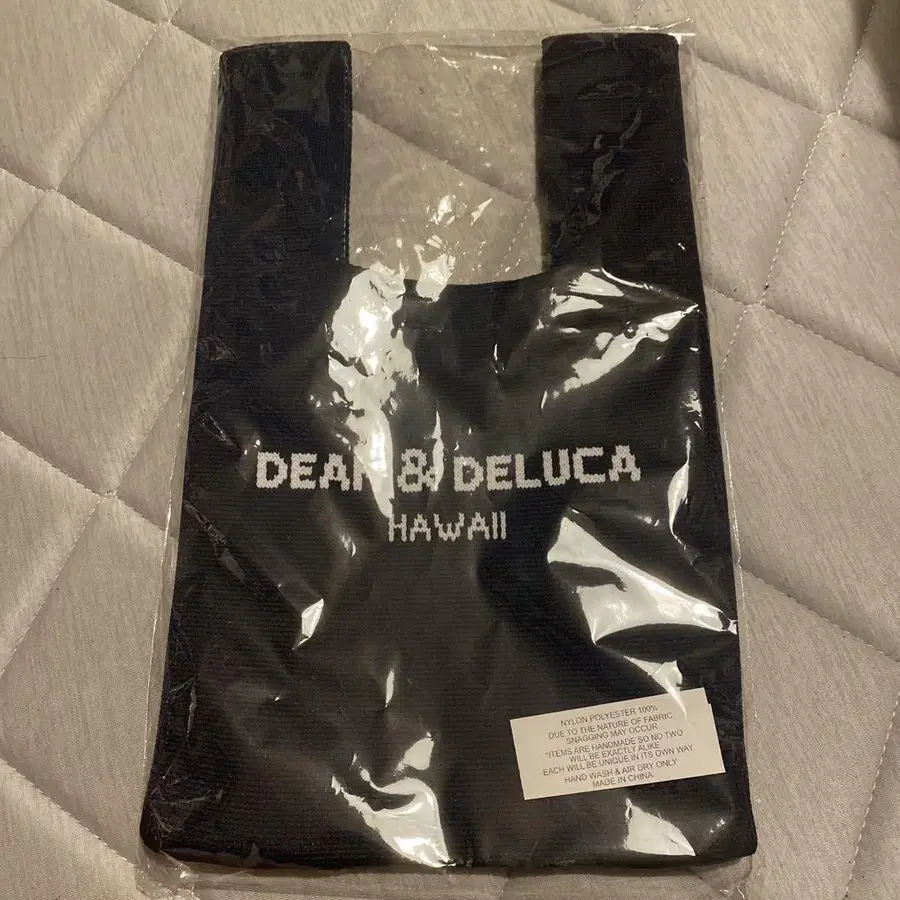 DEAN & DELUCA
HAWAII
NYLON POLYESTER 100%
DUE TO THE NATURE OF FABRIC
SNAGGING MAY OCCUR
*ITEMS ARE HANDMADE SO NO TWO
WILL BE EXACTLY ALIKE
EACH WILL BE UNIQUE IN ITS OWN WAY
HAND WASH & AIR DRY ONLY
MADE IN CHINA